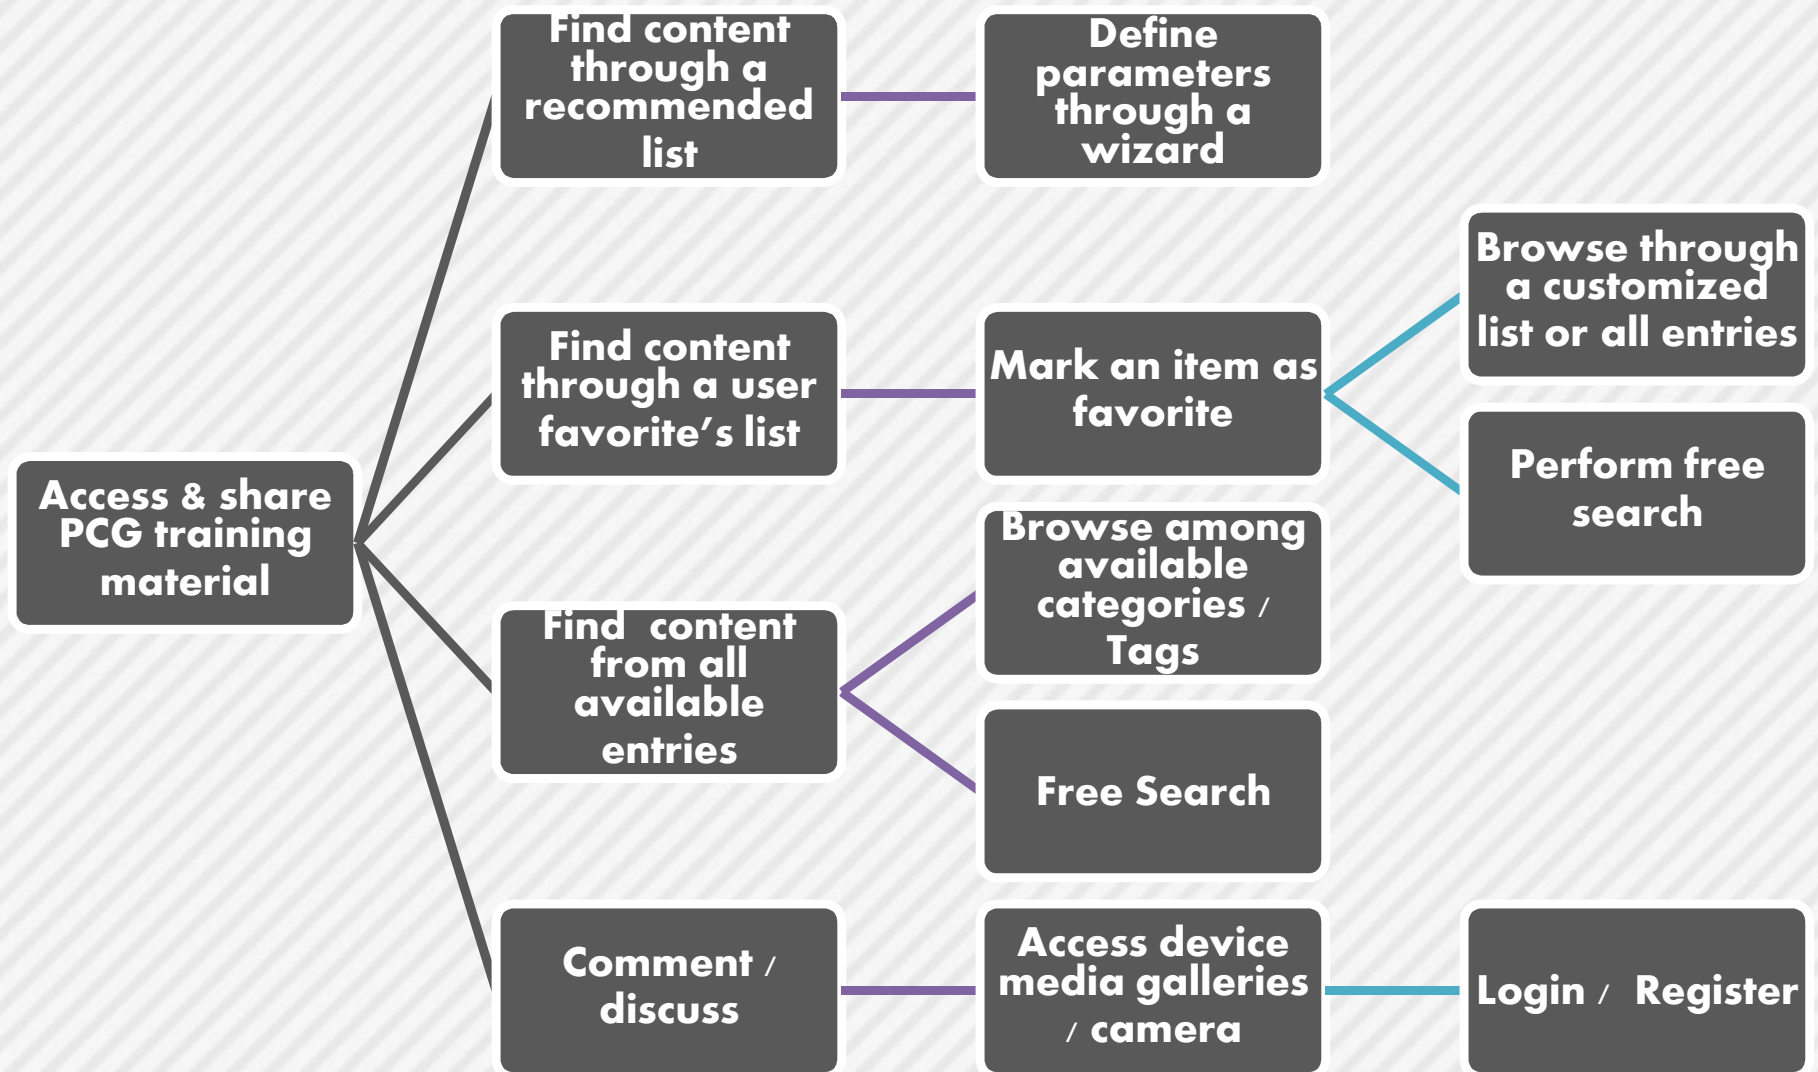 Find content
through a
recommended
list
Define
parameters
through a
wizard
Browse through
a customized
list or all entries
Find content
through a user
favorite’s list
Mark an item as
favorite
Perform free
search
Access & share
PCG training
material
Browse among
available
categories /
Tags
Find  content
from all
available
entries
Free Search
Comment /
discuss
Access device
media galleries
/ camera
Login /  Register